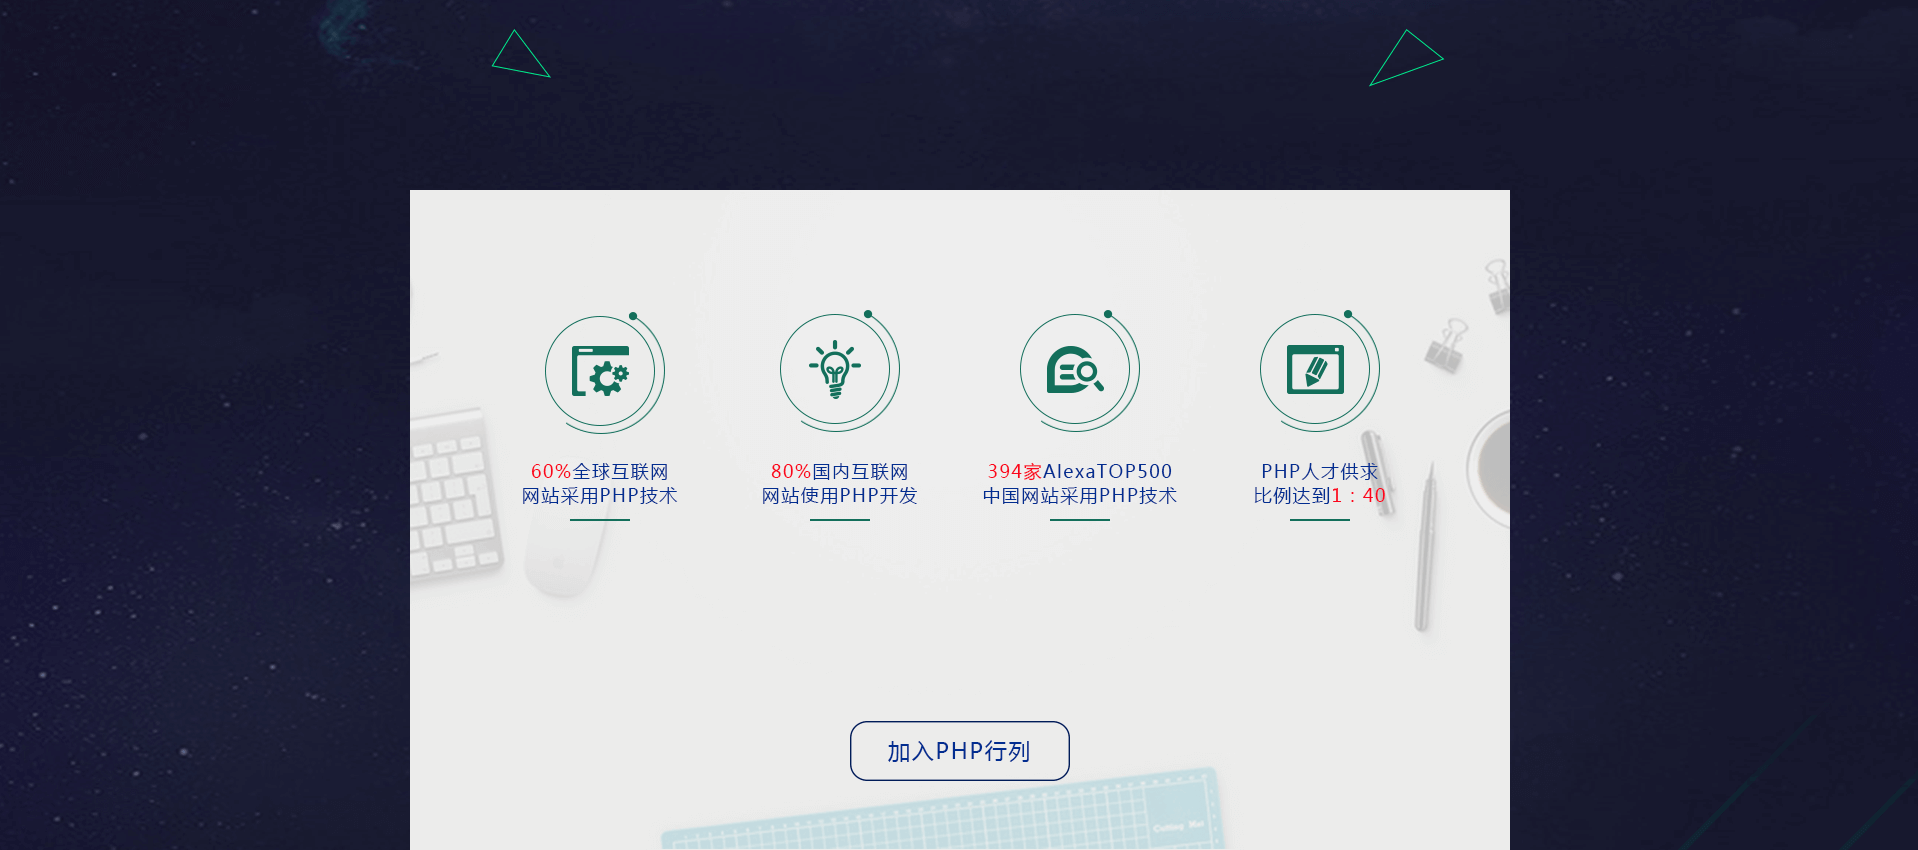 60%全球互联网
网站采用PHP技术
80%国内互联网
网站使用PHP开发
394家AlexaTOP500
中国网站采用PHP技术
PHP人才供求
比例达到1：40
加入PHP行列
Cutting Mat